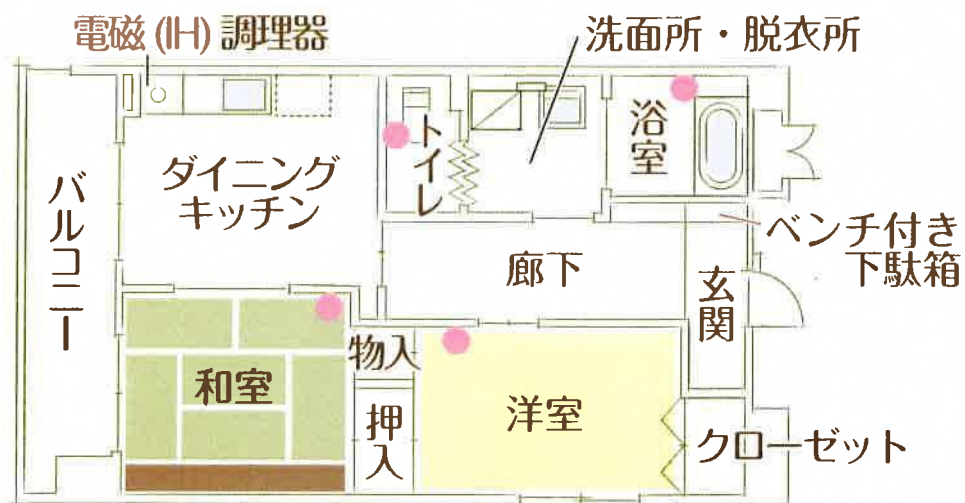 電磁(IH)調理器
洗面所・脱衣所
バルコニー
ダイニング
キッチン
トイレ
浴室
ベンチ付き
下駄箱
廊下
玄関
和室
物入
押入
洋室
クローゼット